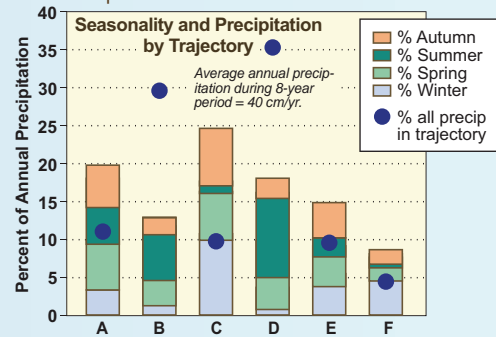 Seasonality and Precipitation
by Trajectory
Average annual precip-
itation during 8-year
period = 40 cm/yr.
% Autumn
% Summer
% Spring
% Winter
% all precip
in trajectory
Percent of Annual Precipitation
40
35
30
25
20
15
10
5
0
A B C D E F